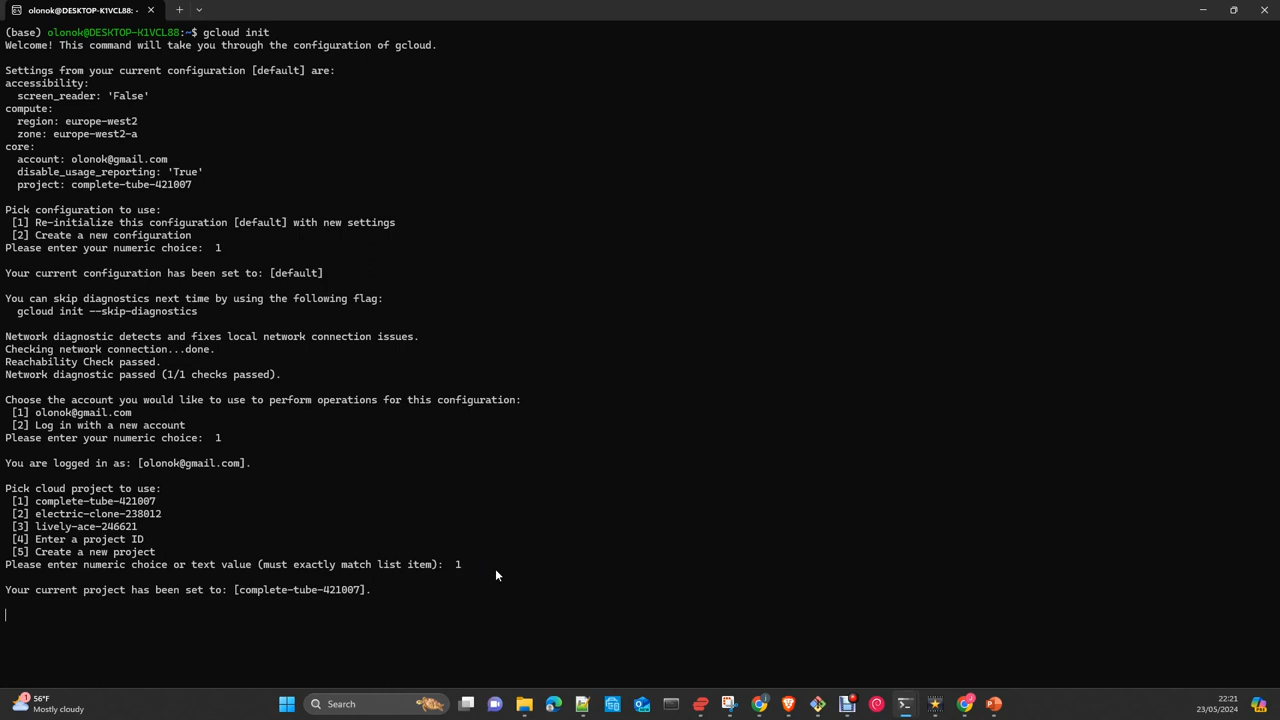 olonok@DESKTOP-K1VCL88: ~
(base) olonok@DESKTOP-K1VCL88:~$ gcloud init
Welcome! This command will take you through the configuration of gcloud.
Settings from your current configuration [default] are:
accessibility:
screen_reader: 'False'
compute:
region: europe-west2
zone: europe-west2-a
core:
account: olonok@gmail.com
disable_usage_reporting: 'True'
project: complete-tube-421007
Pick configuration to use:
[1] Re-initialize this configuration [default] with new settings
[2] Create a new configuration
Please enter your numeric choice:  1
Your current configuration has been set to: [default]
You can skip diagnostics next time by using the following flag:
gcloud init --skip-diagnostics
Network diagnostic detects and fixes local network connection issues.
Checking network connection...done.
Reachability Check passed.
Network diagnostic passed (1/1 checks passed).
Choose the account you would like to use to perform operations for this configuration:
[1] olonok@gmail.com
[2] Log in with a new account
Please enter your numeric choice:  1
You are logged in as: [olonok@gmail.com].
Pick cloud project to use:
[1] complete-tube-421007
[2] electric-clone-238012
[3] lively-ace-246621
[4] Enter a project ID
[5] Create a new project
Please enter numeric choice or text value (must exactly match list item):  1
Your current project has been set to: [complete-tube-421007].
1
56°F
Mostly cloudy
Search
22:21
23/05/2024